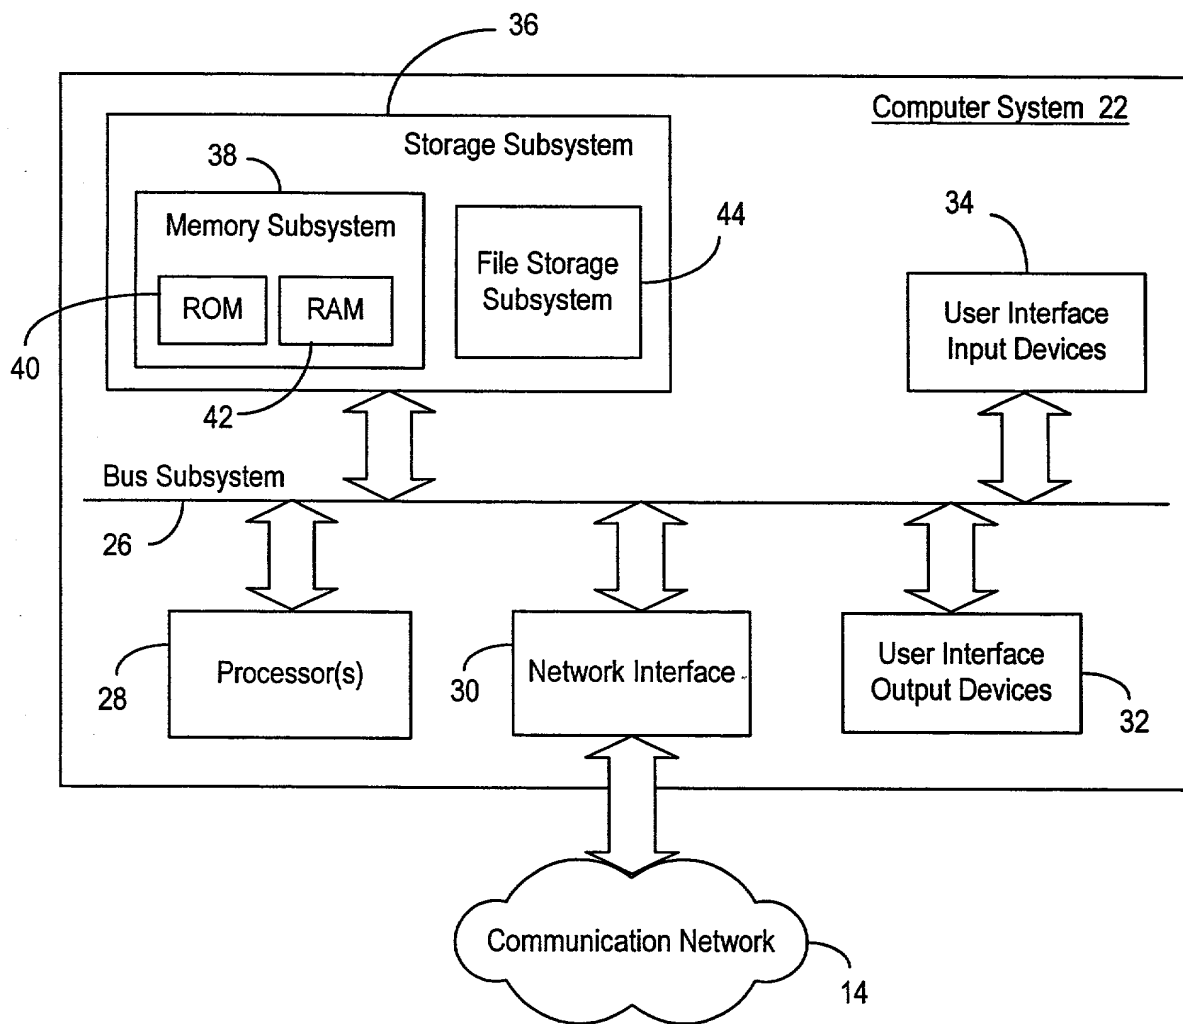 36
Computer System 22
Storage Subsystem
38
Memory Subsystem
ROM
RAM
40
42
File Storage
Subsystem
44
34
User Interface
Input Devices
Bus Subsystem
26
Processor(s)
28
Network Interface
30
User Interface
Output Devices
32
Communication Network
14